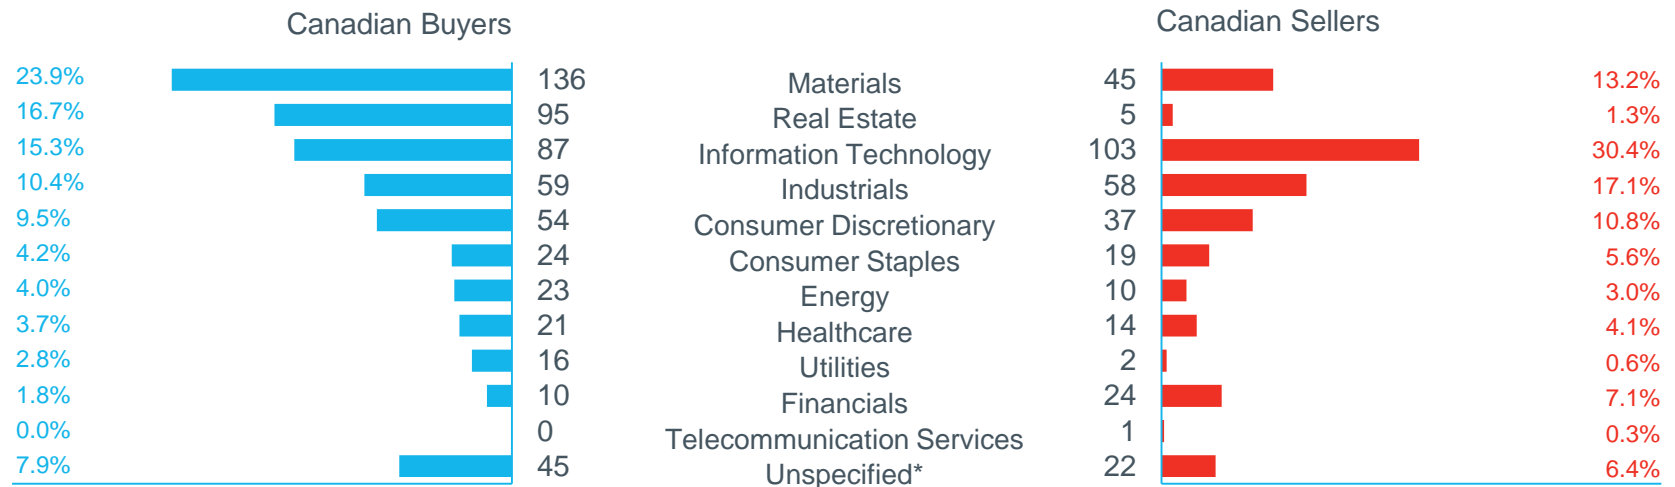 Canadian Buyers Canadian Sellers
23.9% 136 Materials 45 13.2%
16.7% 95 Real Estate 5 1.3%
15.3% 87 Information Technology 103 30.4%
10.4% 59 Industrials 58 17.1%
9.5% 54 Consumer Discretionary 37 10.8%
4.2% 24 Consumer Staples 19 5.6%
4.0% 23 Energy 10 3.0%
3.7% 21 Healthcare 14 4.1%
2.8% 16 Utilities 2 0.6%
1.8% 10 Financials 24 7.1%
0.0% 0 Telecommunication Services 1 0.3%
7.9% 45 Unspecified* 22 6.4%